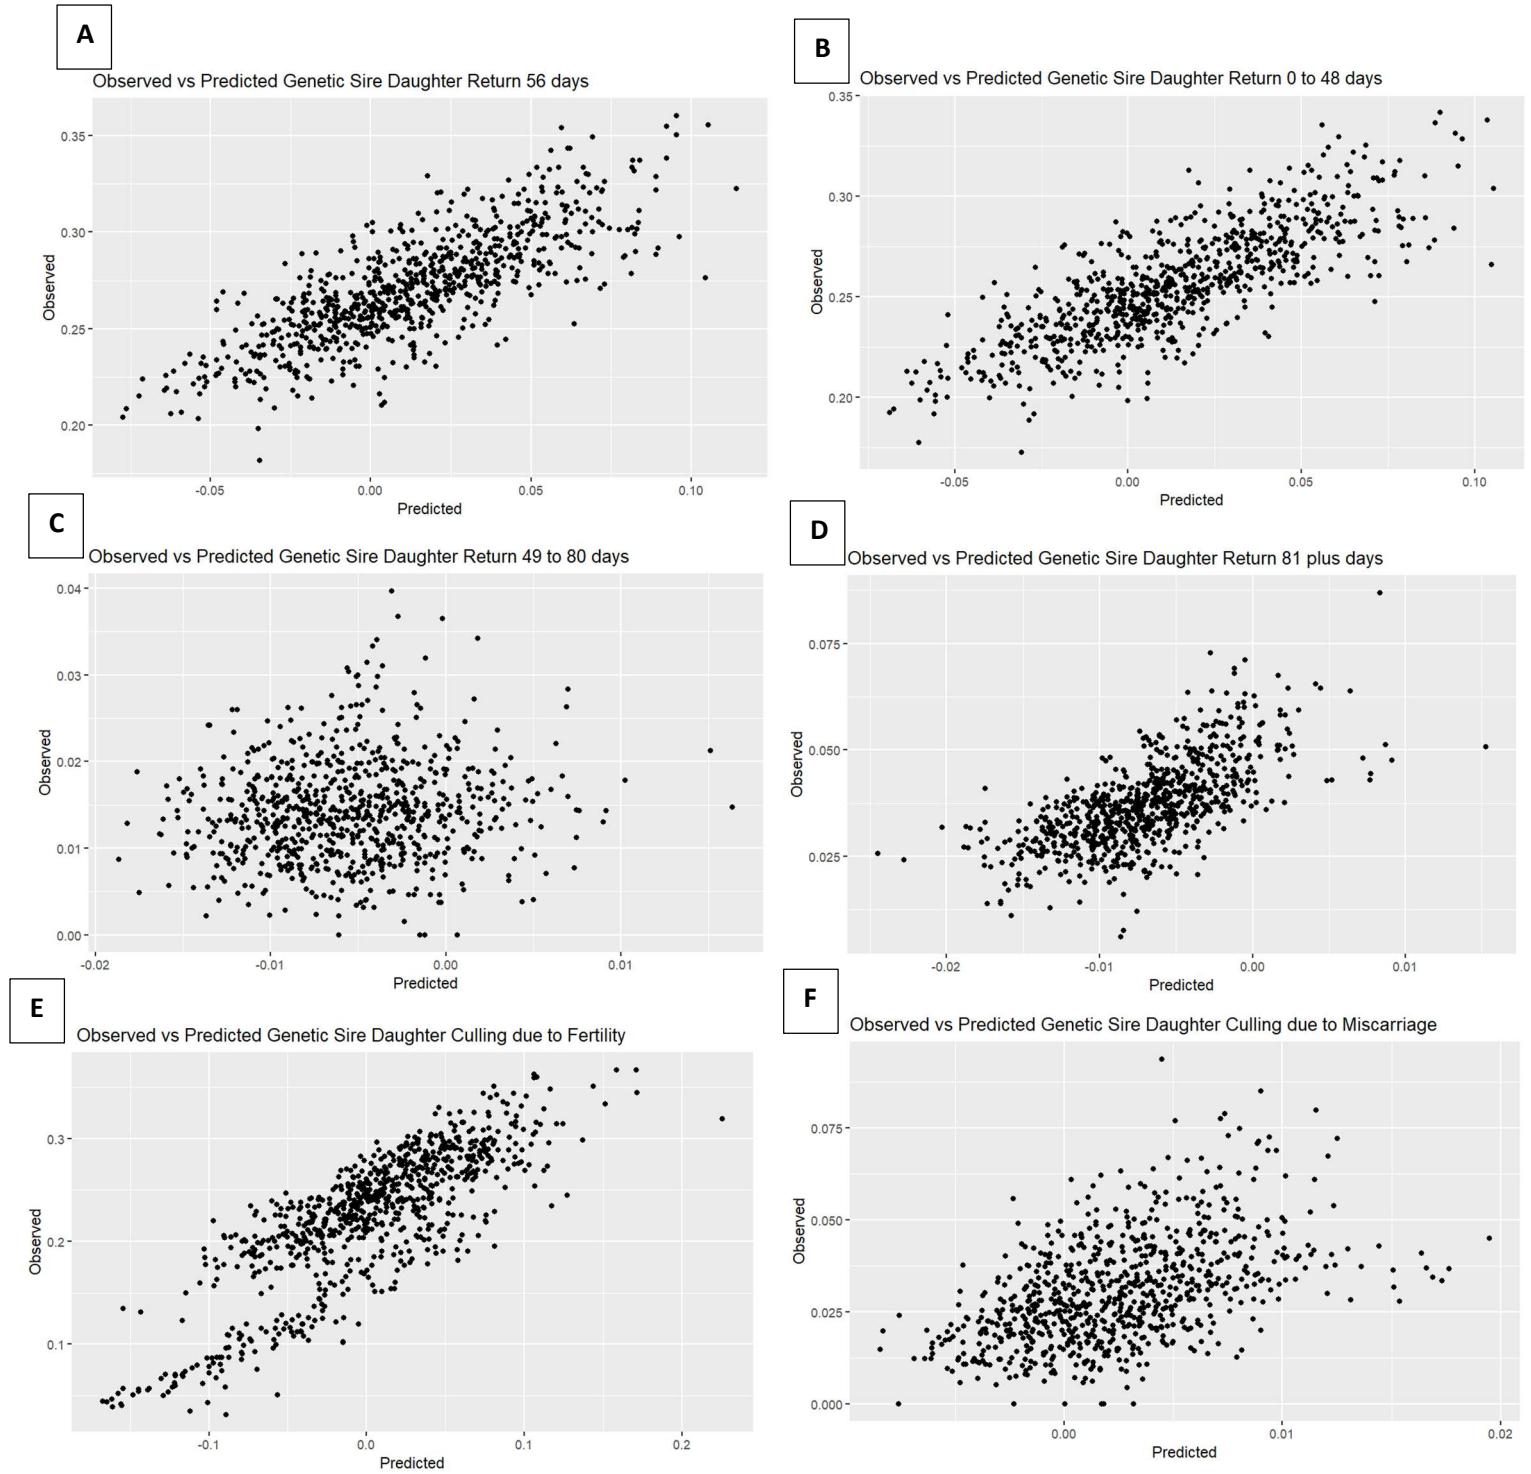 A
Observed vs Predicted Genetic Sire Daughter Return 56 days
0.35
0.30
0.25
0.20
Observed
-0.05
0.00
0.05
0.10
Predicted
B
Observed vs Predicted Genetic Sire Daughter Return 0 to 48 days
0.35
0.30
0.25
0.20
Observed
-0.05
0.00
0.05
0.10
Predicted
C
Observed vs Predicted Genetic Sire Daughter Return 49 to 80 days
0.04
0.03
0.02
0.01
0.00
Observed
-0.02
-0.01
0.00
0.01
Predicted
D
Observed vs Predicted Genetic Sire Daughter Return 81 plus days
0.075
0.050
0.025
Observed
-0.02
-0.01
0.00
0.01
Predicted
E
Observed vs Predicted Genetic Sire Daughter Culling due to Fertility
0.3
0.2
0.1
Observed
-0.1
0.0
0.1
0.2
Predicted
F
Observed vs Predicted Genetic Sire Daughter Culling due to Miscarriage
0.075
0.050
0.025
0.000
Observed
0.00
0.01
0.02
Predicted